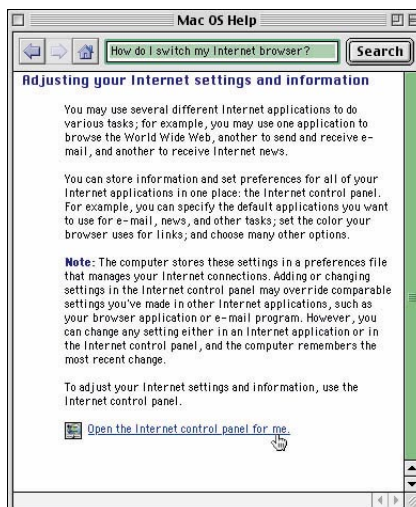 Mac OS Help
How do I switch my Internet browser?
Search
Adjusting your Internet settings and information
You may use several different Internet applications to do
various tasks; for example, you may use one application to
browse the World Wide Web, another to send and receive e-
mail, and another to receive Internet news.
You can store information and set preferences for all of your
Internet applications in one place: the Internet control panel.
For example, you can specify the default applications you want
to use for e-mail, news, and other tasks; set the color your
browser uses for links; and choose many other options.
Note: The computer stores these settings in a preferences file
that manages your Internet connections. Adding or changing
settings in the Internet control panel may override comparable
settings you've made in other Internet applications, such as
your browser application or e-mail program. However, you
can change any setting either in an Internet application or in
the Internet control panel, and the computer remembers the
most recent change.
To adjust your Internet settings and information, use the
Internet control panel.
Open the Internet control panel for me.